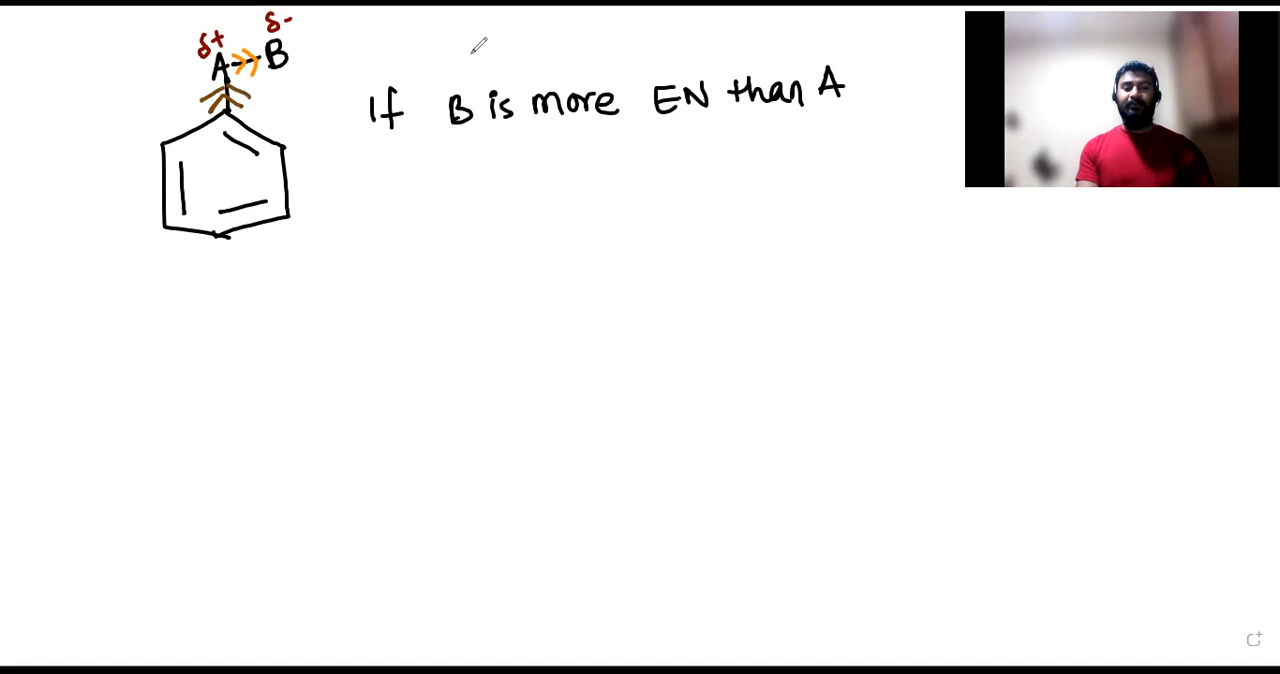 δ+ δ-
A B
If B is more EN than A